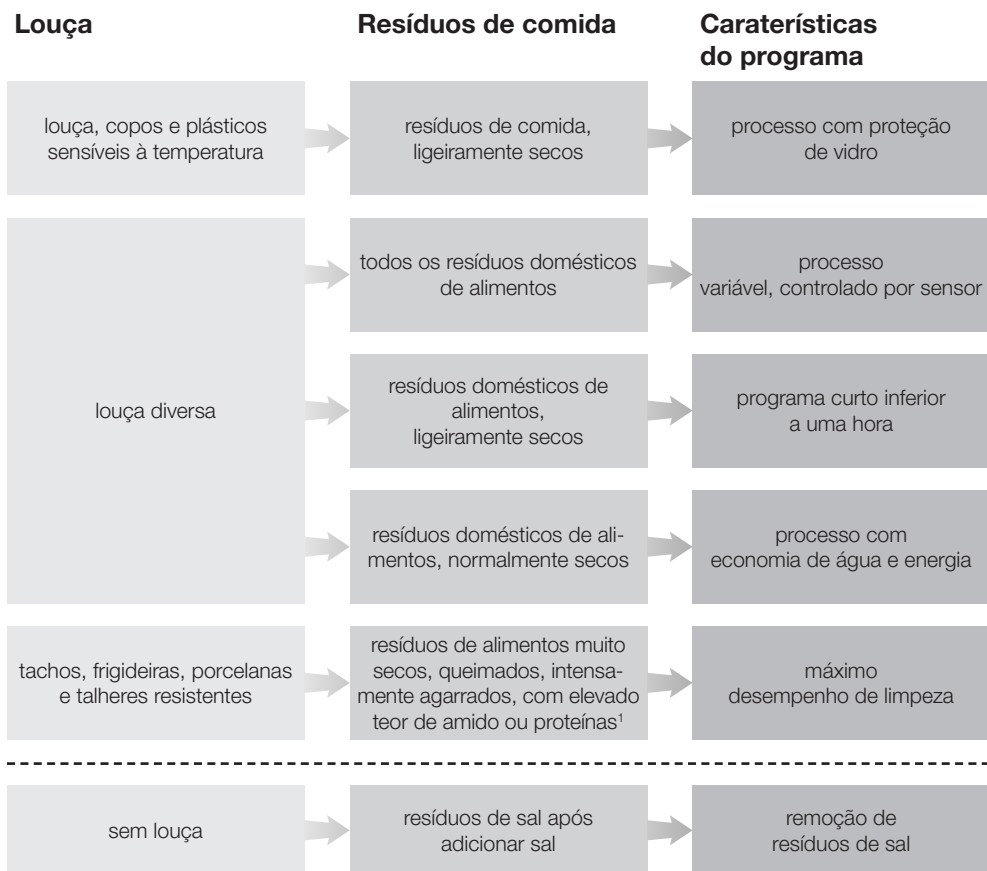 Louça
Resíduos de comida
Caraterísticas
do programa
louça, copos e plásticos
sensíveis à temperatura
resíduos de comida,
ligeiramente secos
processo com proteção
de vidro
louça diversa
todos os resíduos domésticos
de alimentos
processo
variável, controlado por sensor
resíduos domésticos de
alimentos,
ligeiramente secos
programa curto inferior
a uma hora
resíduos domésticos de ali-
mentos, normalmente secos
processo com
economia de água e energia
tachos, frigideiras, porcelanas
e talheres resistentes
resíduos de alimentos muito
secos, queimados, intensa-
mente agarrados, com elevado
teor de amido ou proteínas¹
máximo
desempenho de limpeza
sem louça
resíduos de sal após
adicionar sal
remoção de
resíduos de sal